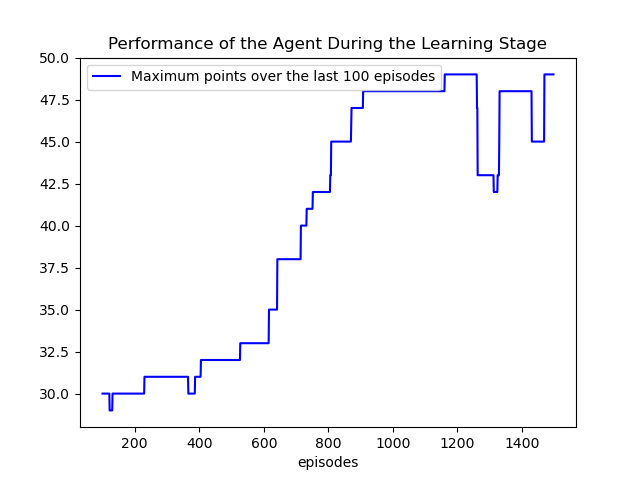 Performance of the Agent During the Learning Stage
Maximum points over the last 100 episodes
50.0
47.5
45.0
42.5
40.0
37.5
35.0
32.5
30.0
200 400 600 800 1000 1200 1400
episodes